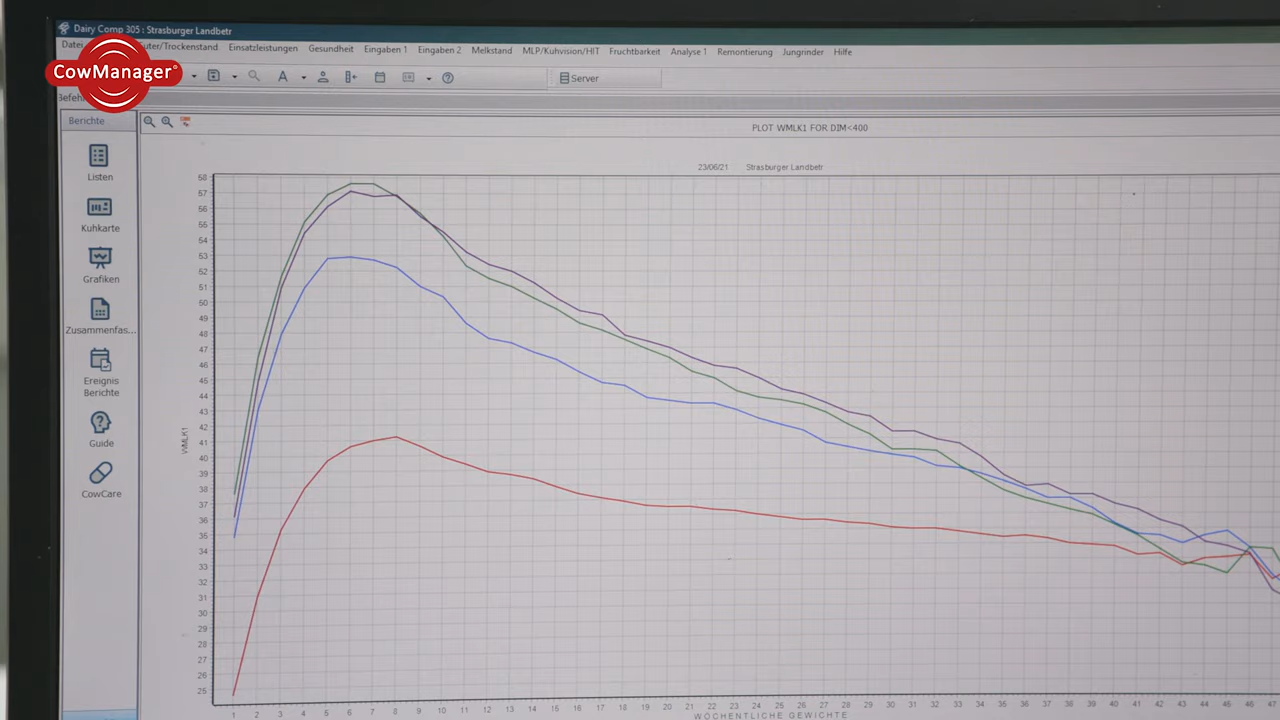 Dairy Comp 305 : Strasburger Landbetr
Datei uter/Trockenstand. Einsatzleistungen Gesundheit Eingaben 1 Eingaben 2 Melkstand MLP/Kuhvision/HIT Fruchtbarkeit Analyse 1 Remontierung Jungrinder Hilfe
CowManager
Server
Befeh
Berichte
PLOT WMLK1 FOR DIM<400
23/06/21 Strasburger Landbetr
Listen
Kuhkarte
Grafiken
Zusammenfas...
Ereignis
Berichte
Guide
CowCare
58
57
56
55
54
53
52
51
50
49
48
47
46
45
44
43
42
41
40
39
38
37
36
35
34
33
32
31
30
29
28
27
26
25
WMLK1
1 2 3 4 5 6 7 8 9 10 11 12 13 14 15 16 17 18 19 20 21 22 23 24 25 26 27 28 29 30 31 32 33 34 35 36 37 38 39 40 41 42 43 44 45 46 47
WÖCHENTLICHE GEWICHTE